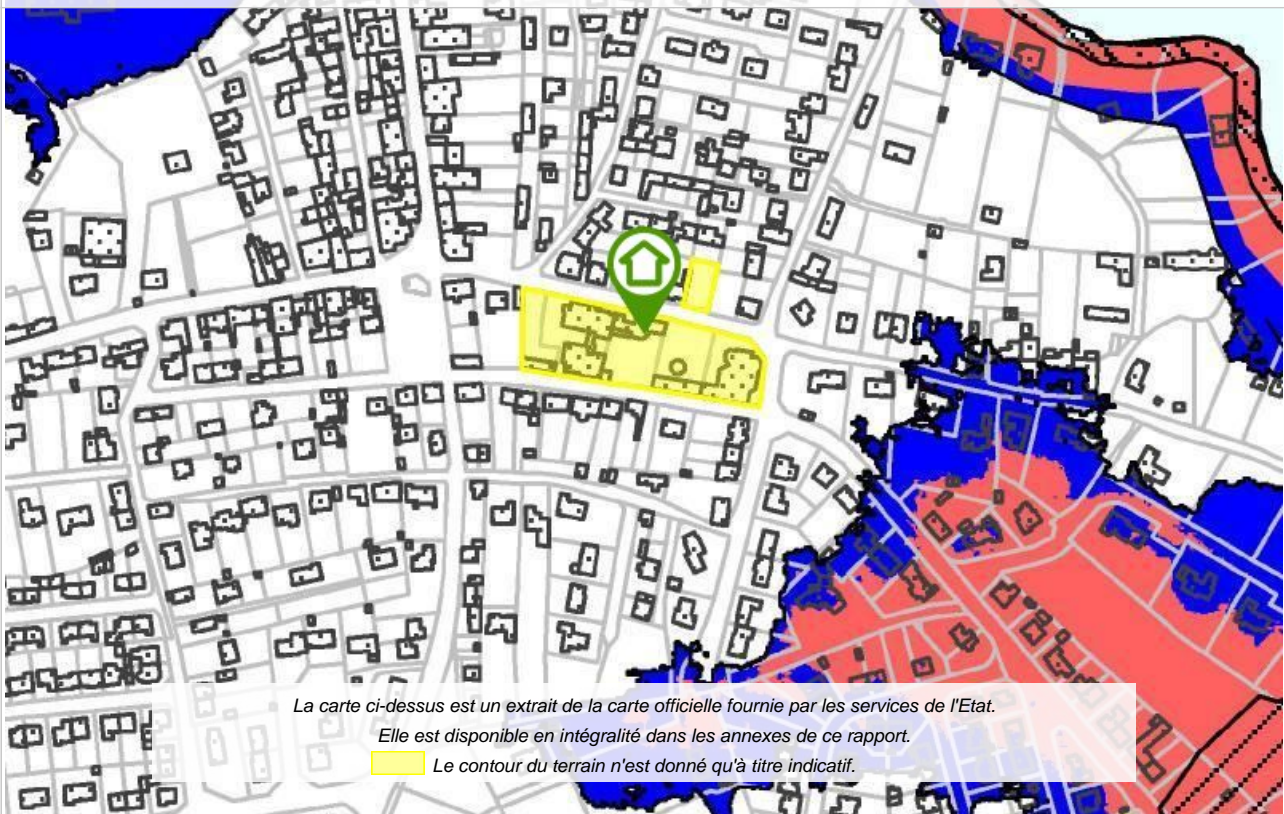 La carte ci-dessus est un extrait de la carte officielle fournie par les services de l'Etat.
Elle est disponible en intégralité dans les annexes de ce rapport.
Le contour du terrain n'est donné qu'à titre indicatif.